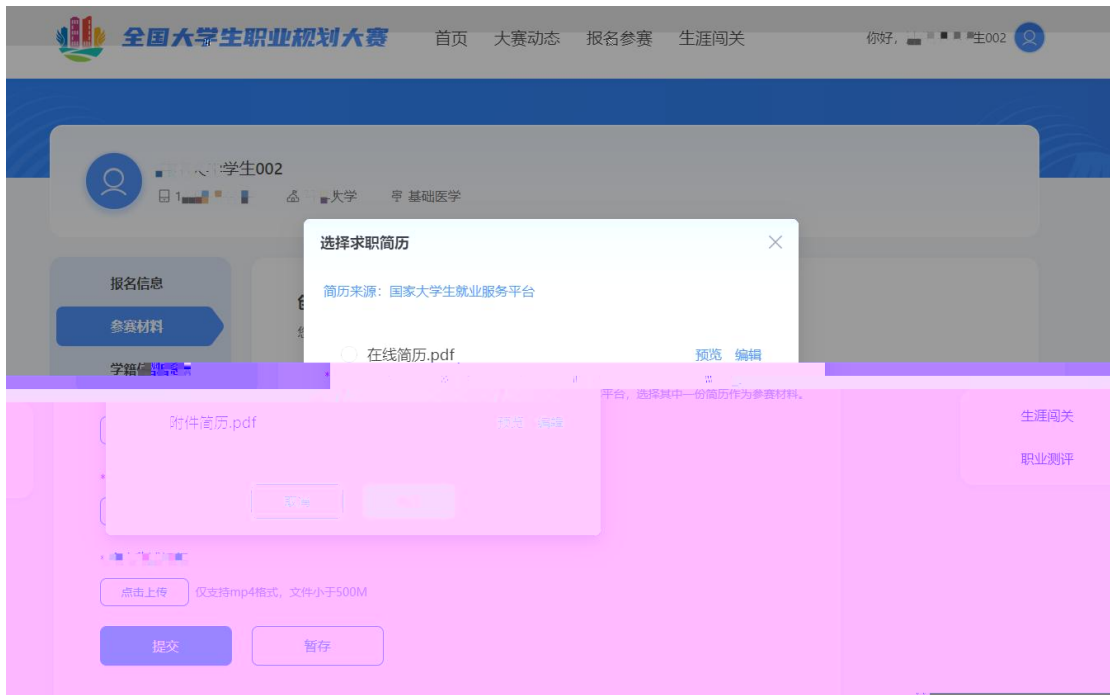 全国大学生职业规划大赛
首页 大赛动态 报名参赛 生涯闯关
你好, 生002
学生002
大学 基础医学
选择求职简历
报名信息
简历来源：国家大学生就业服务平台
参赛材料
在线简历.pdf 预览 编辑
学籍
平台，选择其中一份简历作为参赛材料。
附件简历.pdf 预览 编辑
生涯闯关
职业测评
点击上传 仅支持mp4格式，文件小于500M
提交 暂存